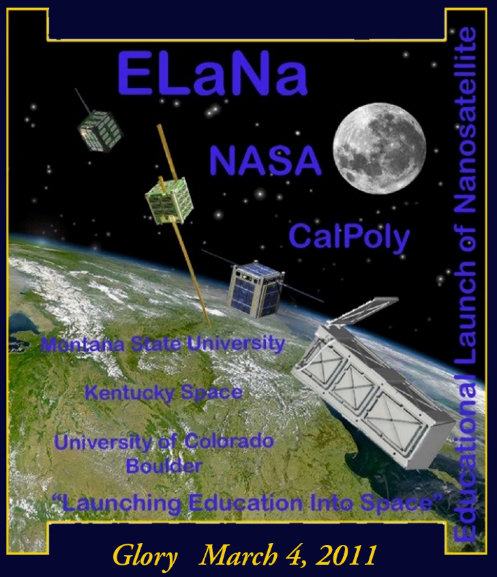 ELaNa
NASA
CalPoly
Educational Launch of Nanosatellite
Montana State University
Kentucky Space
University of Colorado
Boulder
“Launching Education Into Space”
Glory March 4, 2011